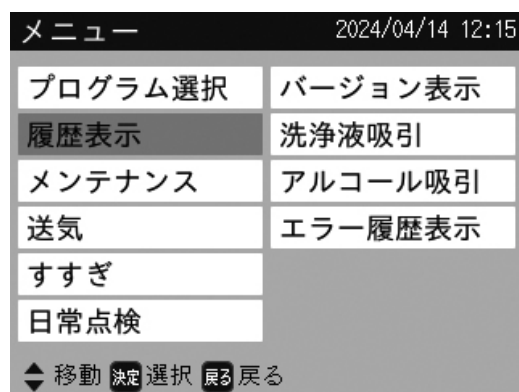 メニュー 2024/04/14 12:15
プログラム選択
履歴表示
メンテナンス
送気
すすぎ
日常点検
バージョン表示
洗浄液吸引
アルコール吸引
エラー履歴表示
移動 決定 選択 戻る 戻る